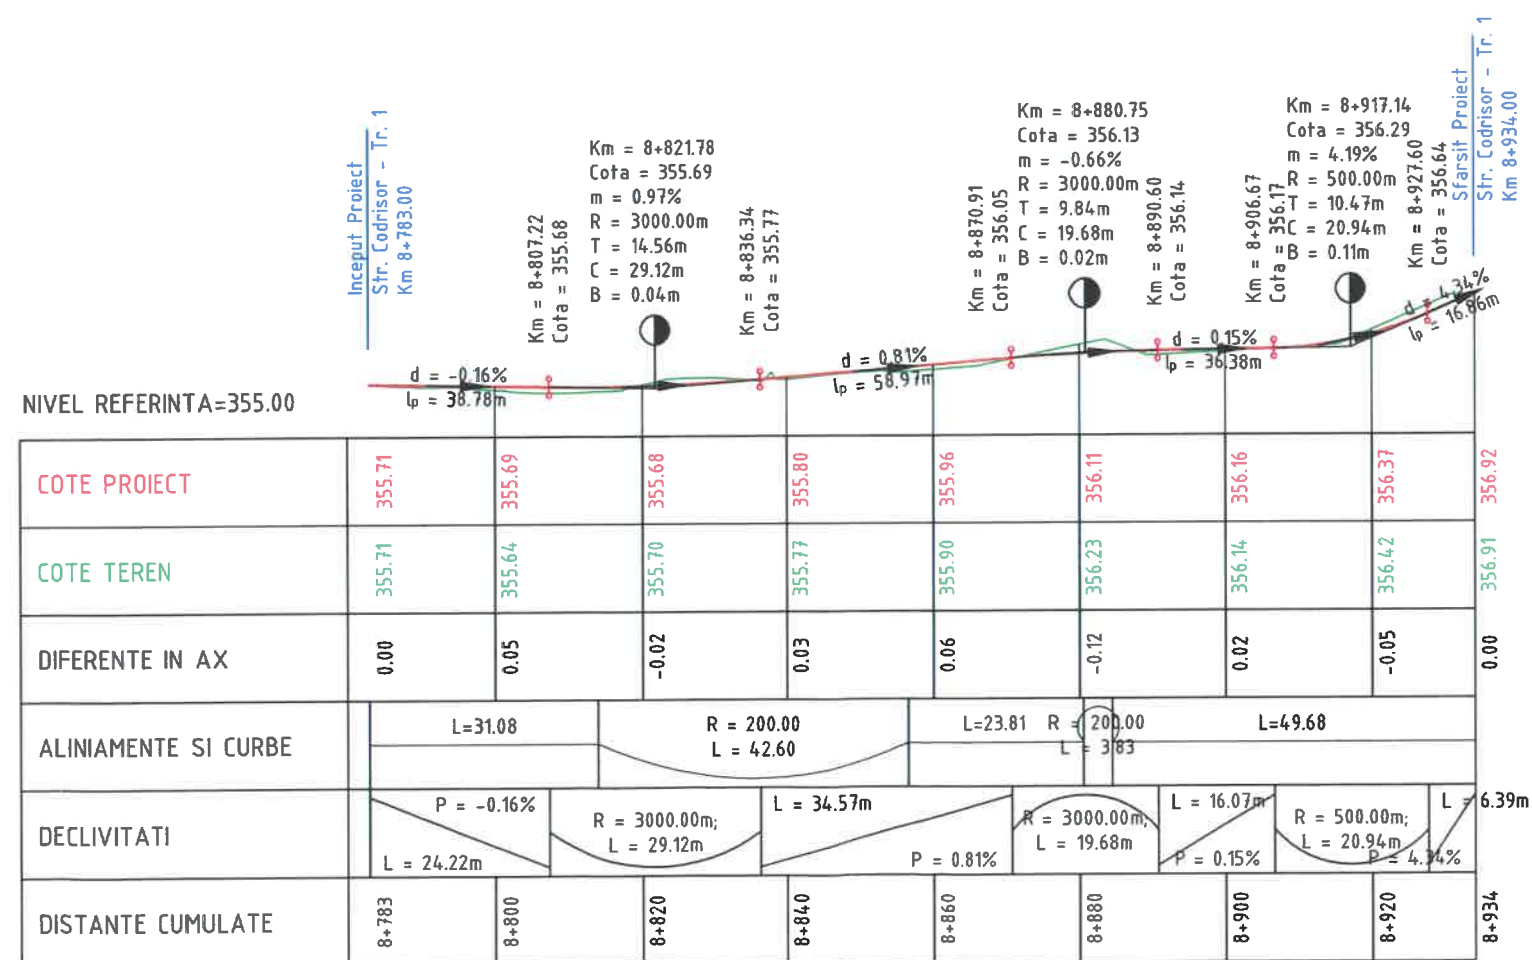 Inceput Proiect
Str. Codrisor - Tr. 1
Km 8+783.00
Km = 8+807.22
Cota = 355.68
Km = 8+821.78
Cota = 355.69
m = 0.97%
R = 3000.00m
T = 14.56m
C = 29.12m
B = 0.04m
Km = 8+836.34
Cota = 355.77
Km = 8+870.91
Cota = 356.05
Km = 8+880.75
Cota = 356.13
m = -0.66%
R = 3000.00m
T = 9.84m
C = 19.68m
B = 0.02m
Km = 8+890.60
Cota = 356.14
Km = 8+906.67
Cota = 356.17
Km = 8+917.14
Cota = 356.29
m = 4.19%
R = 500.00m
T = 10.47m
C = 20.94m
B = 0.11m
Km = 8+927.60
Cota = 356.64
Sfarsit Proiect
Str. Codrisor - Tr. 1
Km 8+934.00
d = -0.16%
lp = 38.78m
d = 0.81%
lp = 58.97m
d = 0.15%
lp = 36.38m
d = 4.34%
lp = 16.86m
NIVEL REFERINTA=355.00
COTE PROIECT 355.71 355.69 355.68 355.80 355.96 356.11 356.16 356.37 356.92
COTE TEREN 355.71 355.64 355.70 355.77 355.90 356.23 356.14 356.42 356.91
DIFERENTE IN AX 0.00 0.05 -0.02 0.03 0.06 -0.12 0.02 -0.05 0.00
ALINIAMENTE SI CURBE
L=31.08
R = 200.00
L = 42.60
L=23.81
R = 200.00
L = 3.83
L=49.68
DECLIVITATI
P = -0.16%
L = 24.22m
R = 3000.00m;
L = 29.12m
L = 34.57m
P = 0.81%
R = 3000.00m;
L = 19.68m
L = 16.07m
P = 0.15%
R = 500.00m;
L = 20.94m
L = 6.39m
P = 4.34%
DISTANTE CUMULATE 8+783 8+800 8+820 8+840 8+860 8+880 8+900 8+920 8+934